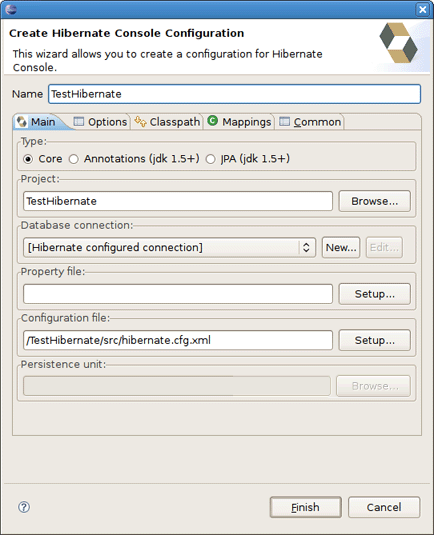 Create Hibernate Console Configuration
This wizard allows you to create a configuration for Hibernate
Console.
Name TestHibernate
Main Options Classpath Mappings Common
Type:
Core Annotations (jdk 1.5+) JPA (jdk 1.5+)
Project:
TestHibernate Browse...
Database connection:
[Hibernate configured connection] New... Edit...
Property file:
Setup...
Configuration file:
/TestHibernate/src/hibernate.cfg.xml Setup...
Persistence unit:
Browse...
? Finish Cancel